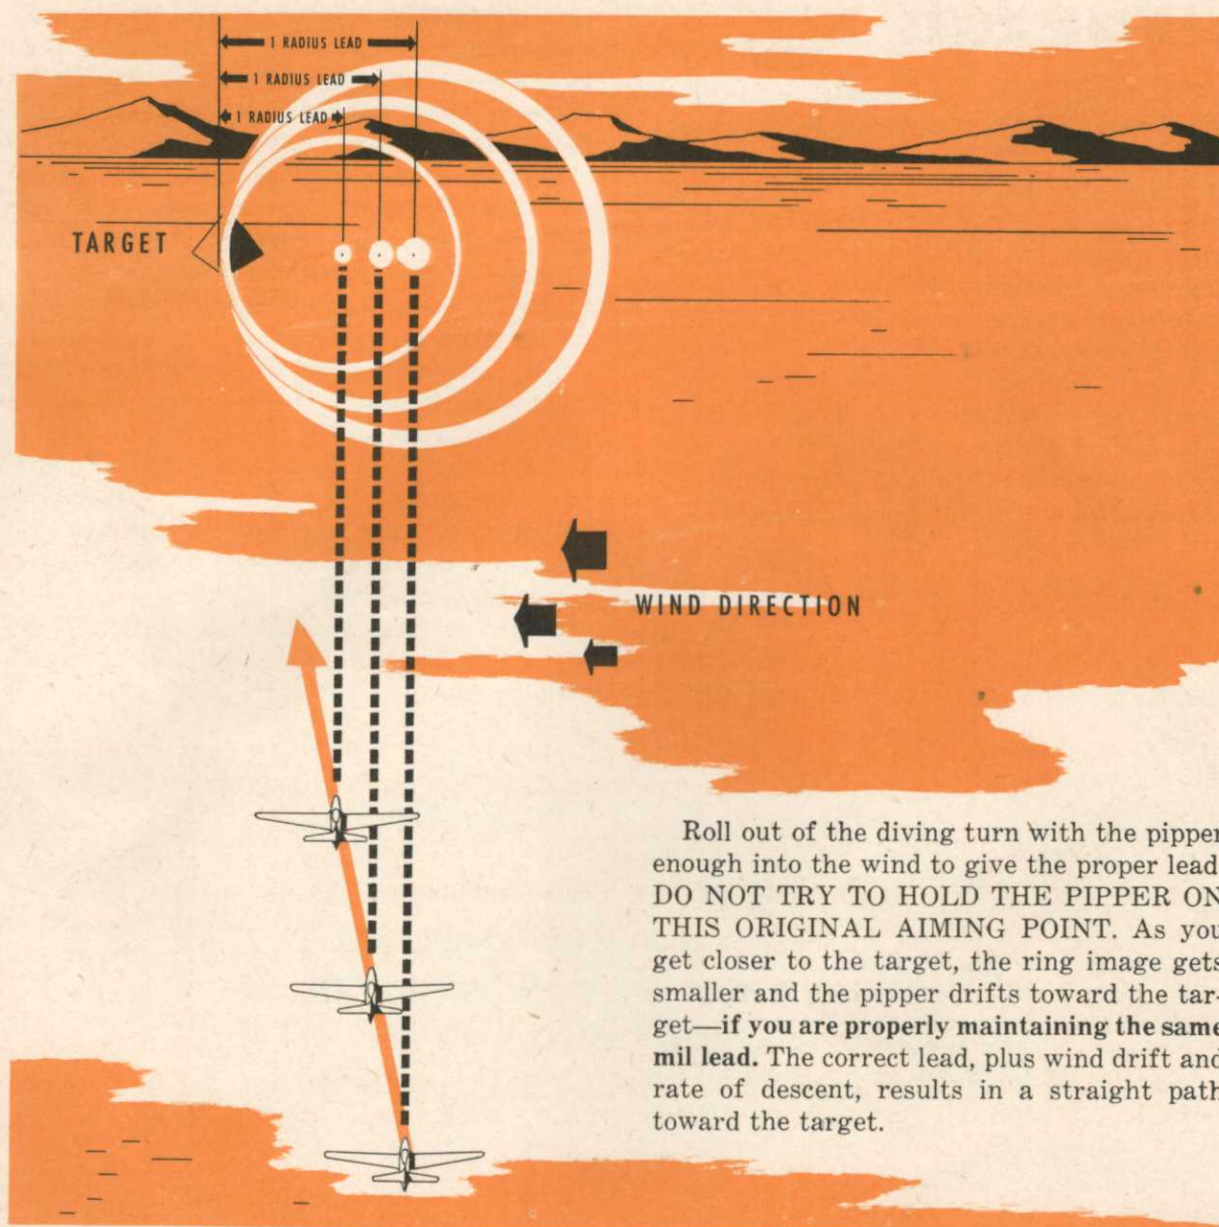 1 RADIUS LEAD
1 RADIUS LEAD
1 RADIUS LEAD
TARGET
WIND DIRECTION
Roll out of the diving turn with the pipper
enough into the wind to give the proper lead
DO NOT TRY TO HOLD THE PIPPER ON
THIS ORIGINAL AIMING POINT. As you
get closer to the target, the ring image gets
smaller and the pipper drifts toward the tar-
get—if you are properly maintaining the same
mil lead. The correct lead, plus wind drift and
rate of descent, results in a straight path
toward the target.